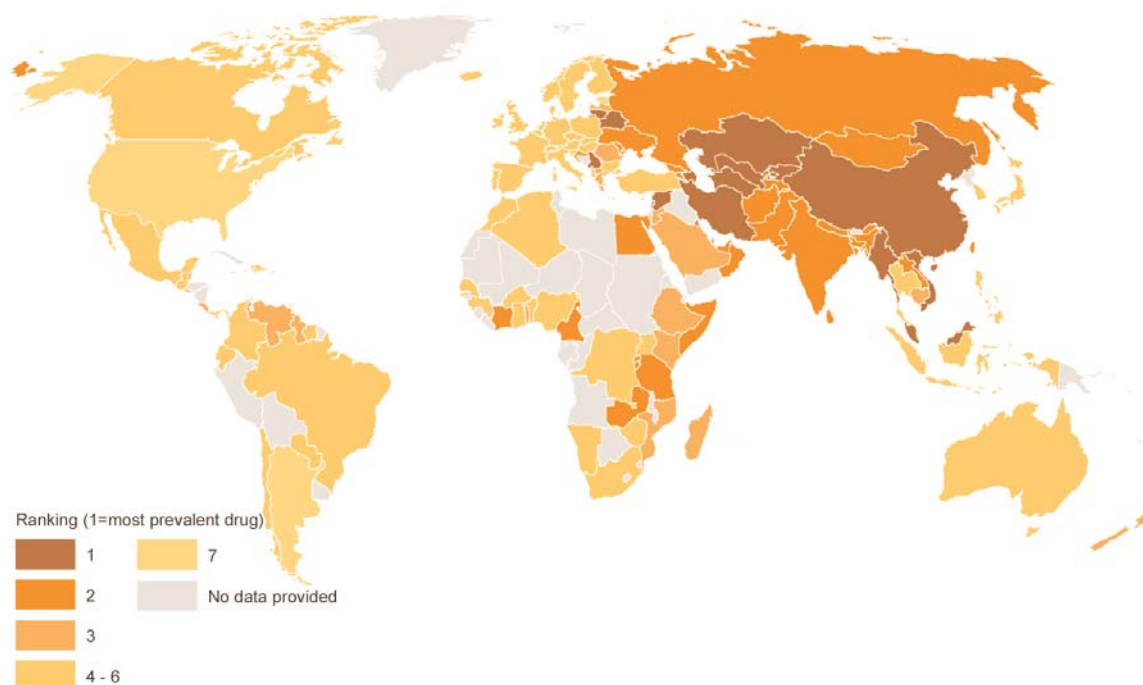 Ranking (1=most prevalent drug)
1
7
2
No data provided
3
4 - 6